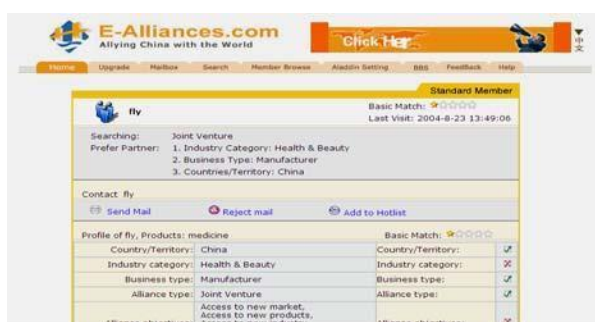 E-Alliances.com
Allying China with the World
Click Her
中文
Home Upgrade Mailbox Search Member Browse Aladdin Setting BBS FeedBack Help
Standard Member
fly
Basic Match:
Last Visit: 2004-8-23 13:49:06
Searching: Joint Venture
Prefer Partner: 1. Industry Category: Health & Beauty
2. Business Type: Manufacturer
3. Countries/Territory: China
Contact fly
Send Mail Reject mail Add to Hotlist
Profile of fly, Products: medicine Basic Match:
Country/Territory: China Country/Territory:
Industry category: Health & Beauty Industry category:
Business type: Manufacturer Business type:
Alliance type: Joint Venture Alliance type:
Access to new market,
Access to new products,